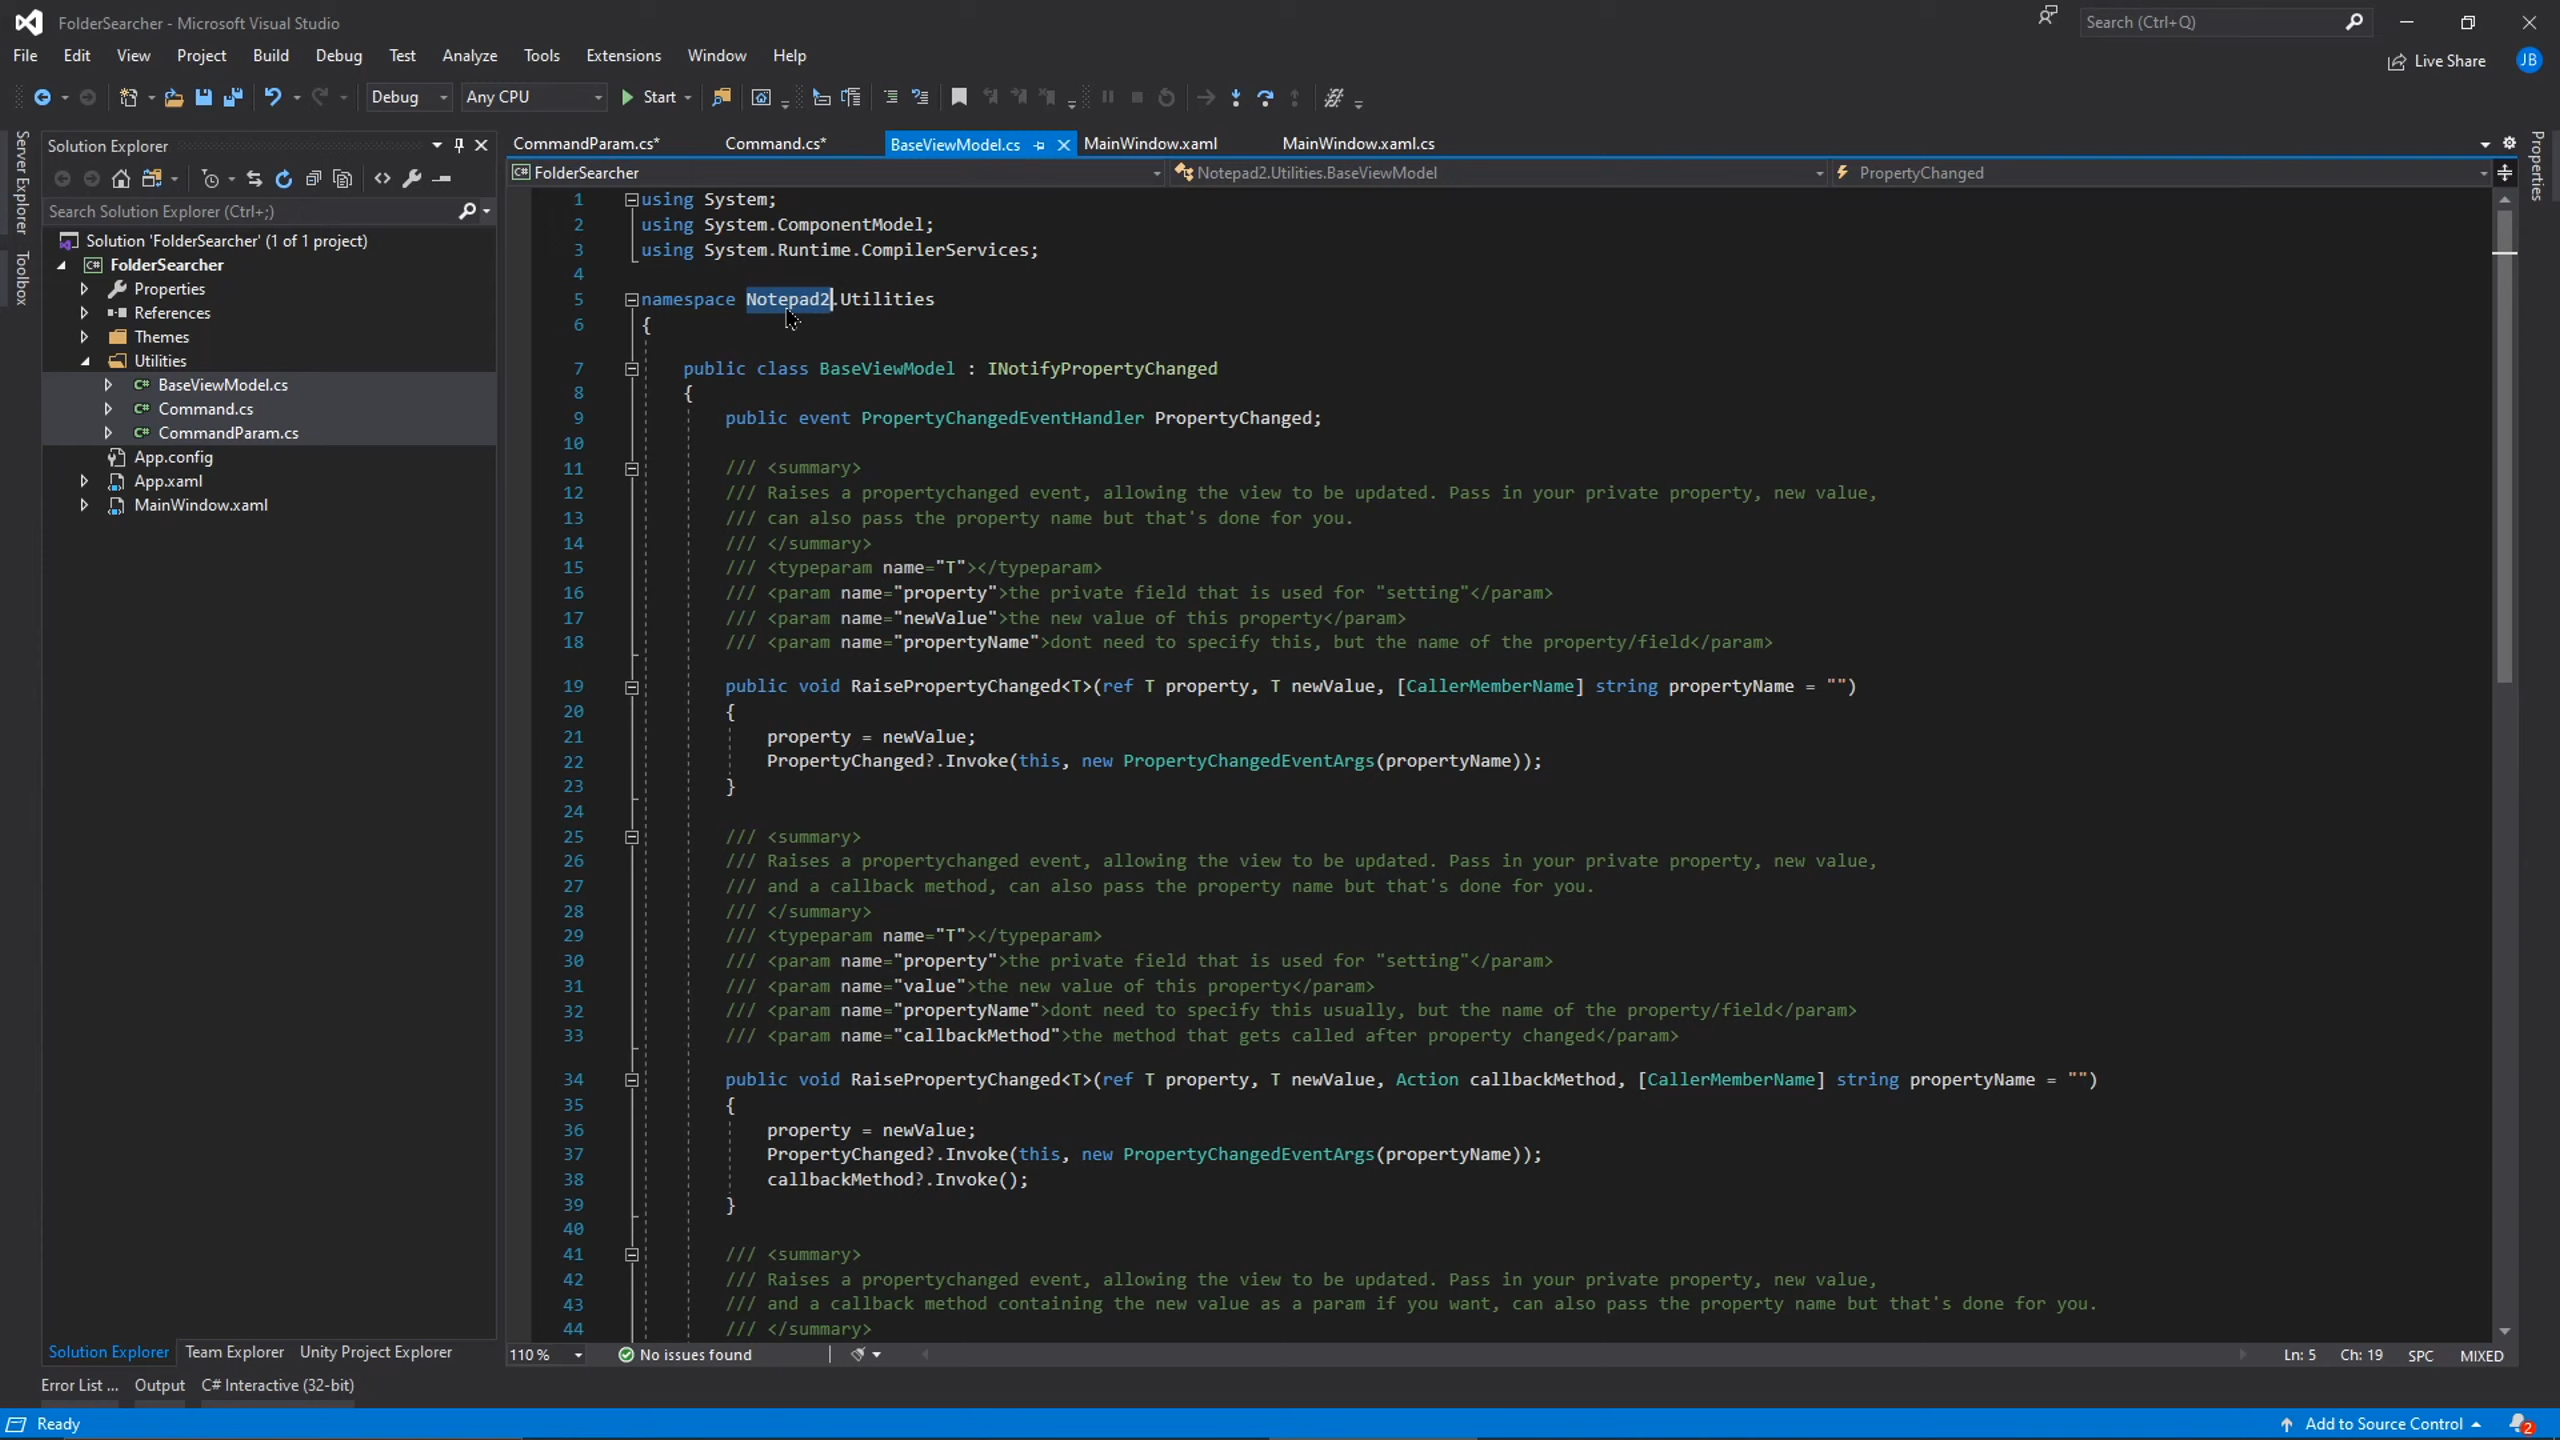 FolderSearcher - Microsoft Visual Studio
Search (Ctrl+Q)
File Edit View Project Build Debug Test Analyze Tools Extensions Window Help
Live Share
JB
Debug
Any CPU
Start
Server Explorer
Toolbox
Solution Explorer
Search Solution Explorer (Ctrl+;)
Solution 'FolderSearcher' (1 of 1 project)
C# FolderSearcher
Properties
References
Themes
Utilities
C# BaseViewModel.cs
C# Command.cs
C# CommandParam.cs
App.config
App.xaml
MainWindow.xaml
CommandParam.cs* Command.cs* BaseViewModel.cs MainWindow.xaml MainWindow.xaml.cs
C# FolderSearcher Notepad2.Utilities.BaseViewModel PropertyChanged
Properties
1 using System;
2 using System.ComponentModel;
3 using System.Runtime.CompilerServices;
4
5 namespace Notepad2.Utilities
6 {
7 public class BaseViewModel : INotifyPropertyChanged
8 {
9 public event PropertyChangedEventHandler PropertyChanged;
10
11 /// <summary>
12 /// Raises a propertychanged event, allowing the view to be updated. Pass in your private property, new value,
13 /// can also pass the property name but that's done for you.
14 /// </summary>
15 /// <typeparam name="T"></typeparam>
16 /// <param name="property">the private field that is used for "setting"</param>
17 /// <param name="newValue">the new value of this property</param>
18 /// <param name="propertyName">dont need to specify this, but the name of the property/field</param>
19 public void RaisePropertyChanged<T>(ref T property, T newValue, [CallerMemberName] string propertyName = "")
20 {
21 property = newValue;
22 PropertyChanged?.Invoke(this, new PropertyChangedEventArgs(propertyName));
23 }
24
25 /// <summary>
26 /// Raises a propertychanged event, allowing the view to be updated. Pass in your private property, new value,
27 /// and a callback method, can also pass the property name but that's done for you.
28 /// </summary>
29 /// <typeparam name="T"></typeparam>
30 /// <param name="property">the private field that is used for "setting"</param>
31 /// <param name="value">the new value of this property</param>
32 /// <param name="propertyName">dont need to specify this usually, but the name of the property/field</param>
33 /// <param name="callbackMethod">the method that gets called after property changed</param>
34 public void RaisePropertyChanged<T>(ref T property, T newValue, Action callbackMethod, [CallerMemberName] string propertyName = "")
35 {
36 property = newValue;
37 PropertyChanged?.Invoke(this, new PropertyChangedEventArgs(propertyName));
38 callbackMethod?.Invoke();
39 }
40
41 /// <summary>
42 /// Raises a propertychanged event, allowing the view to be updated. Pass in your private property, new value,
43 /// and a callback method containing the new value as a param if you want, can also pass the property name but that's done for you.
44 /// </summary>
110 % No issues found Ln: 5 Ch: 19 SPC MIXED
Solution Explorer Team Explorer Unity Project Explorer
Error List ... Output C# Interactive (32-bit)
Ready Add to Source Control 2